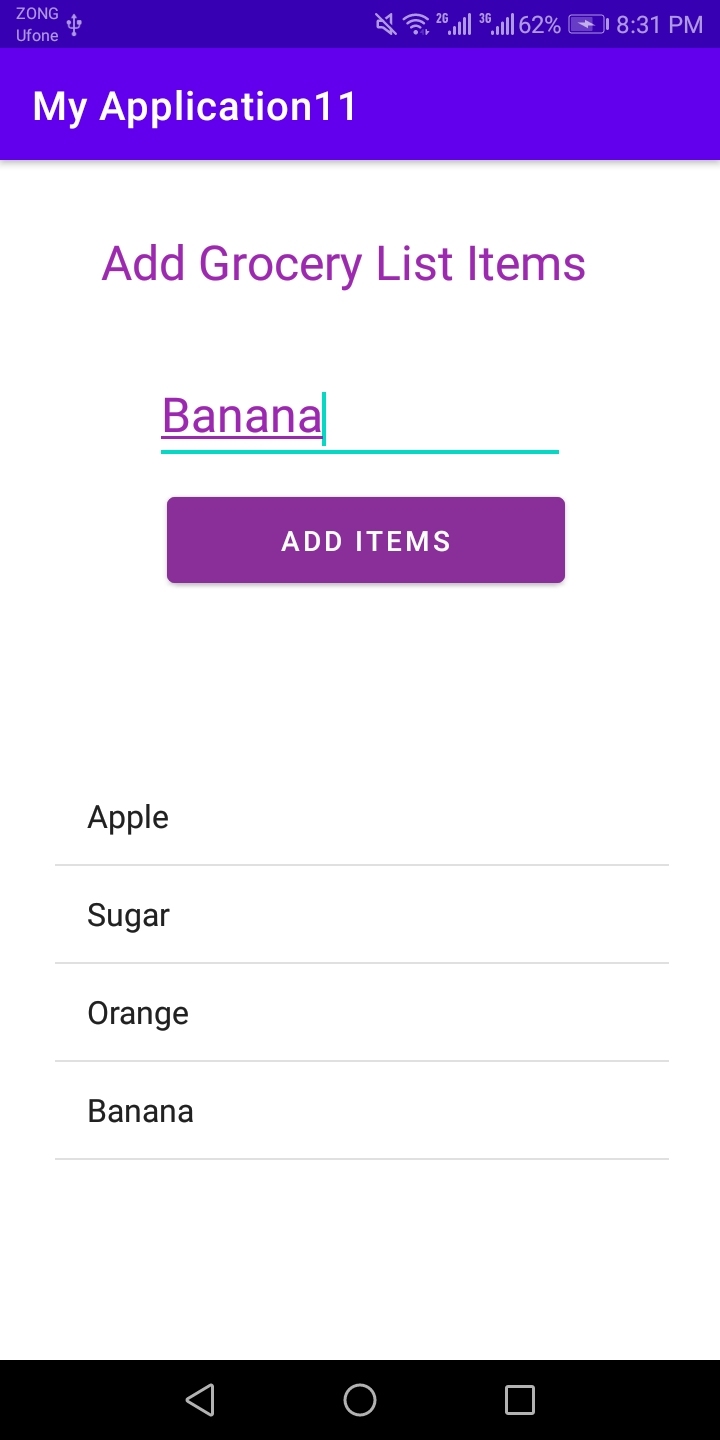 ZONG
Ufone
2G 3G 62% 8:31 PM
My Application11
Add Grocery List Items
Banana
ADD ITEMS
Apple
Sugar
Orange
Banana